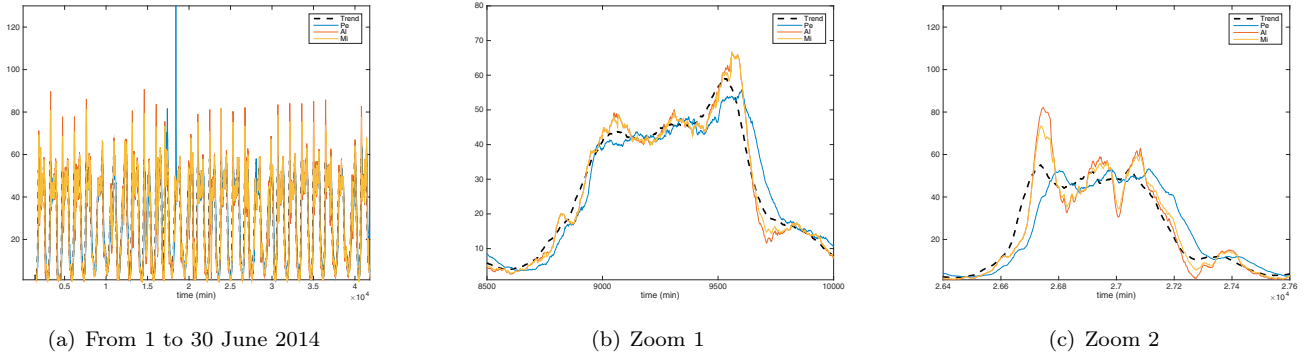 120
100
80
60
40
20
0.5
1
1.5
2
2.5
3
3.5
4
time (min)
×10⁴
Trend
Pe
Al
Mi
(a) From 1 to 30 June 2014
80
70
60
50
40
30
20
10
8500
9000
9500
10000
time (min)
Trend
Pe
Al
Mi
(b) Zoom 1
120
100
80
60
40
20
2.64
2.66
2.68
2.7
2.72
2.74
2.76
time (min)
×10⁴
Trend
Pe
Al
Mi
(c) Zoom 2